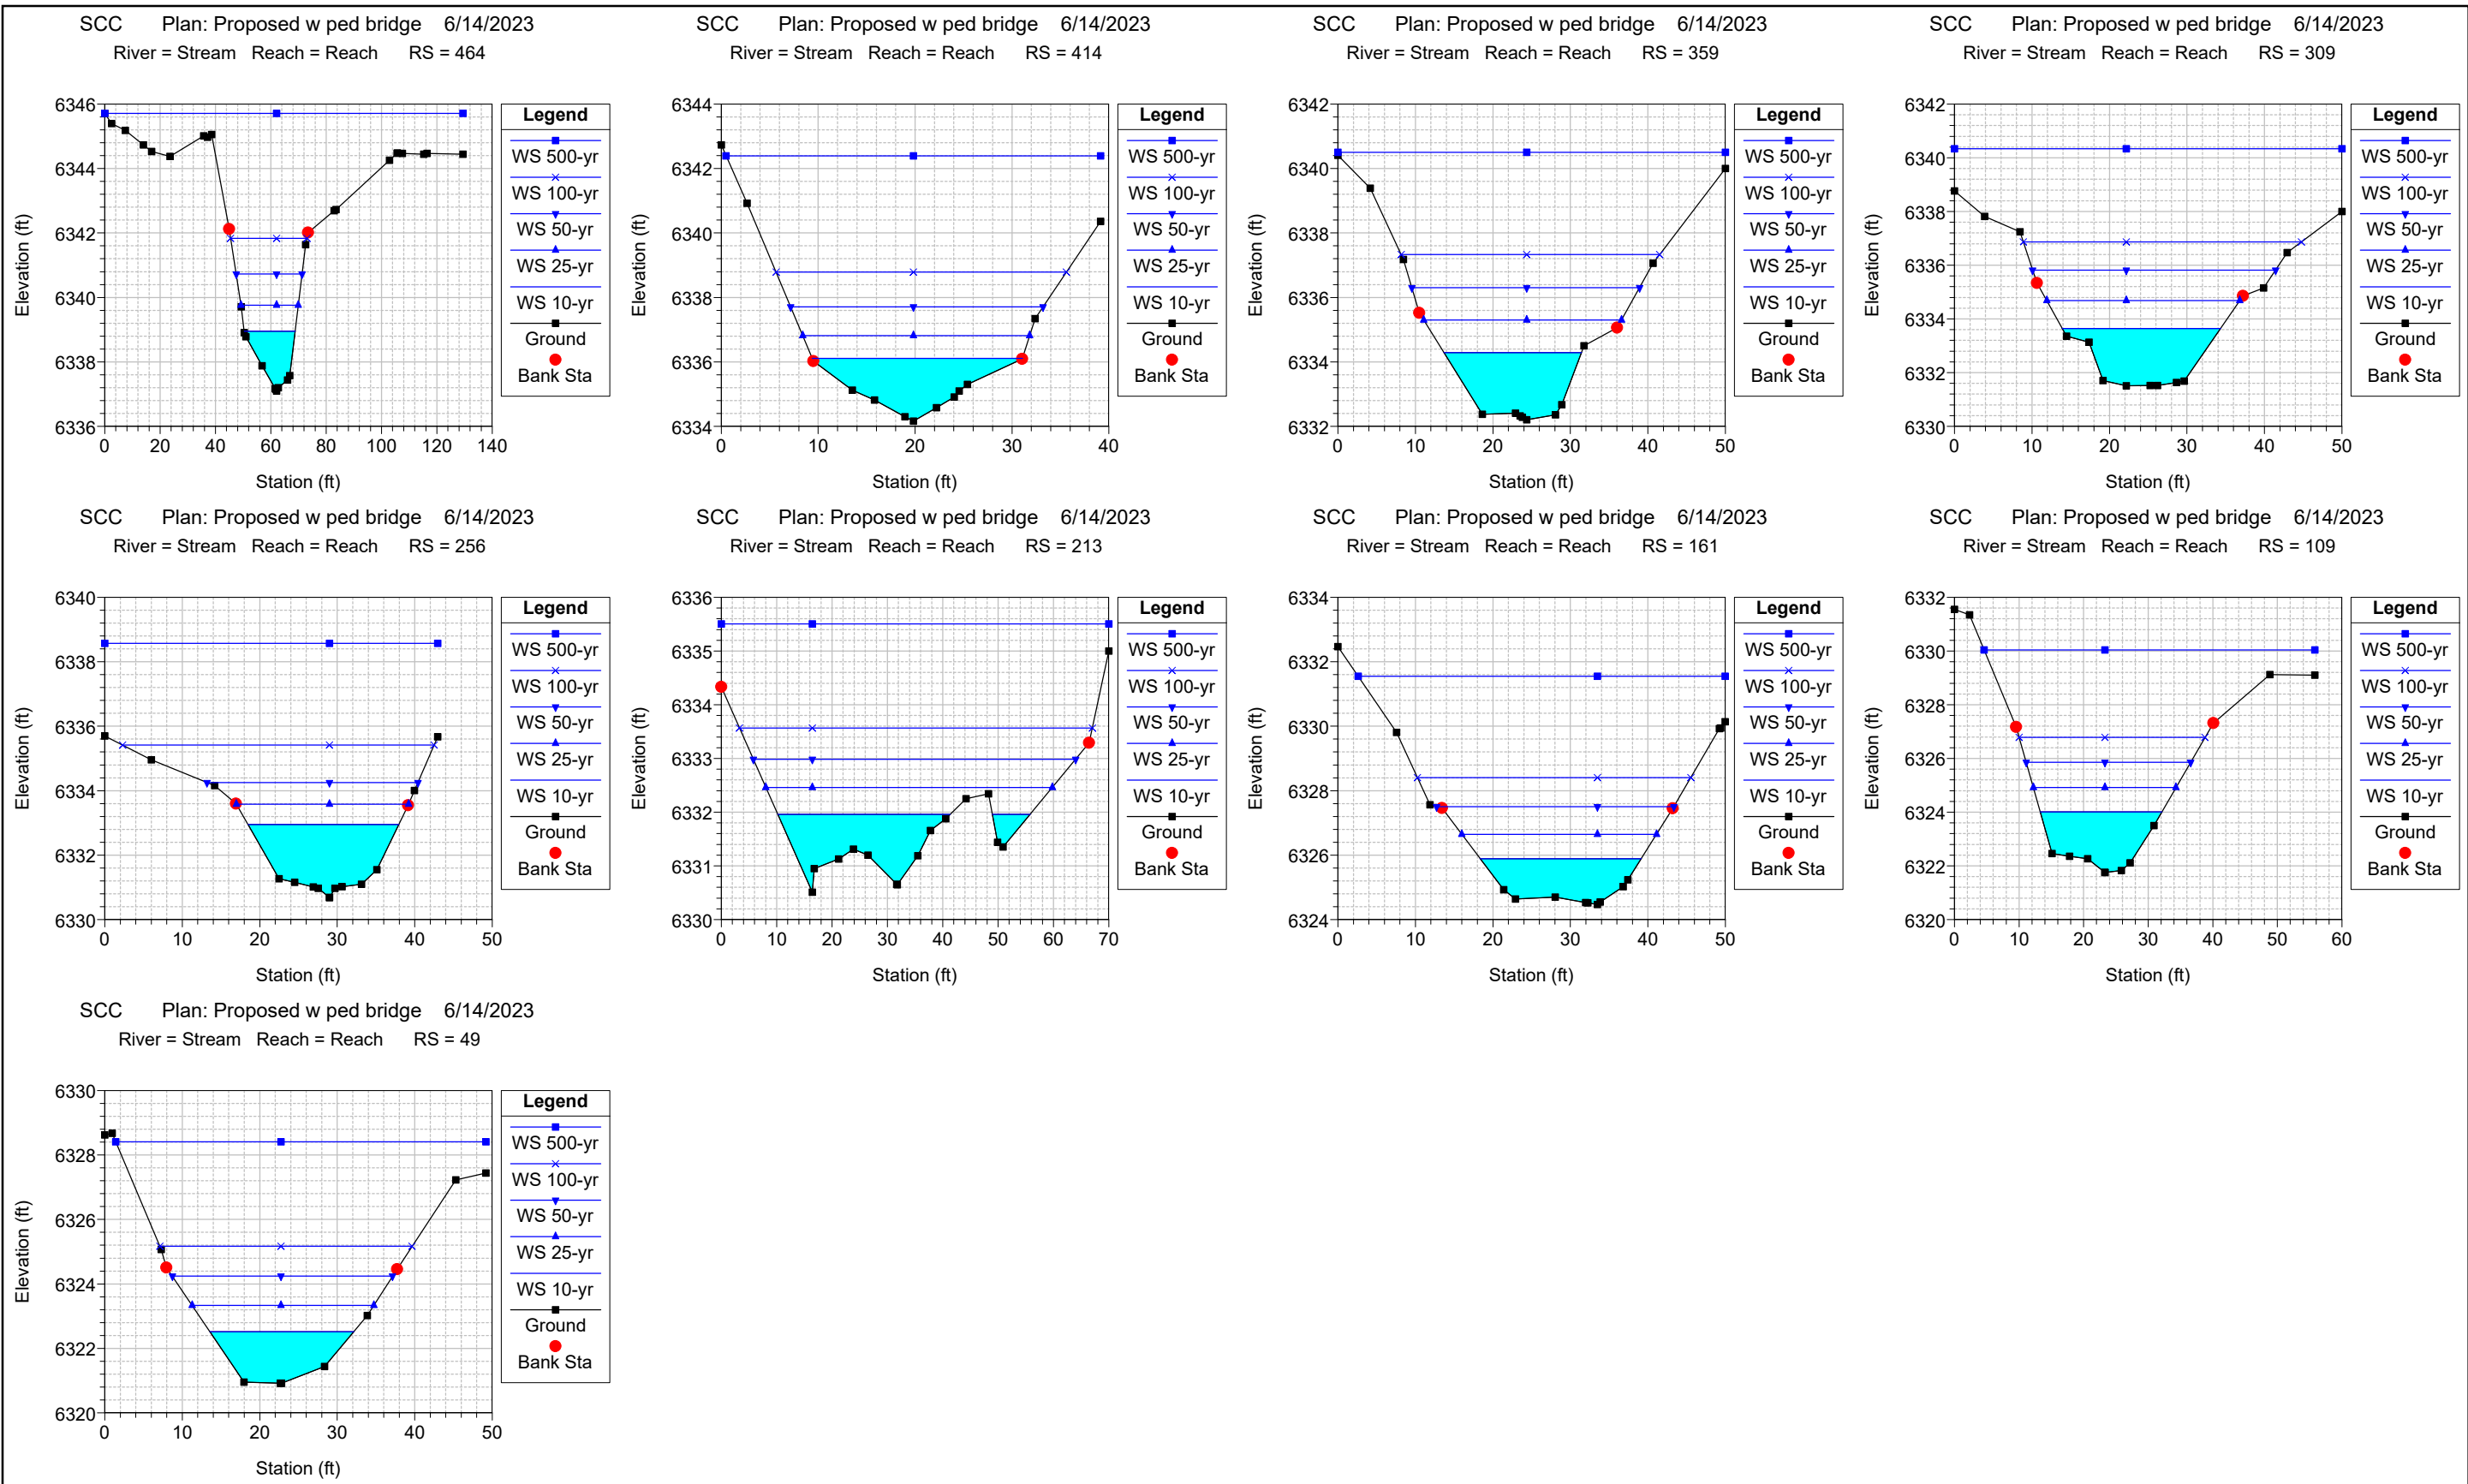 SCC Plan: Proposed w ped bridge 6/14/2023
River = Stream Reach = Reach RS = 464
Elevation (ft)
6346
6344
6342
6340
6338
6336
0 20 40 60 80 100 120 140
Station (ft)
Legend
WS 500-yr
WS 100-yr
WS 50-yr
WS 25-yr
WS 10-yr
Ground
Bank Sta
SCC Plan: Proposed w ped bridge 6/14/2023
River = Stream Reach = Reach RS = 414
Elevation (ft)
6344
6342
6340
6338
6336
6334
0 10 20 30 40
Station (ft)
Legend
WS 500-yr
WS 100-yr
WS 50-yr
WS 25-yr
WS 10-yr
Ground
Bank Sta
SCC Plan: Proposed w ped bridge 6/14/2023
River = Stream Reach = Reach RS = 359
Elevation (ft)
6342
6340
6338
6336
6334
6332
0 10 20 30 40 50
Station (ft)
Legend
WS 500-yr
WS 100-yr
WS 50-yr
WS 25-yr
WS 10-yr
Ground
Bank Sta
SCC Plan: Proposed w ped bridge 6/14/2023
River = Stream Reach = Reach RS = 309
Elevation (ft)
6342
6340
6338
6336
6334
6332
6330
0 10 20 30 40 50
Station (ft)
Legend
WS 500-yr
WS 100-yr
WS 50-yr
WS 25-yr
WS 10-yr
Ground
Bank Sta
SCC Plan: Proposed w ped bridge 6/14/2023
River = Stream Reach = Reach RS = 256
Elevation (ft)
6340
6338
6336
6334
6332
6330
0 10 20 30 40 50
Station (ft)
Legend
WS 500-yr
WS 100-yr
WS 50-yr
WS 25-yr
WS 10-yr
Ground
Bank Sta
SCC Plan: Proposed w ped bridge 6/14/2023
River = Stream Reach = Reach RS = 213
Elevation (ft)
6336
6335
6334
6333
6332
6331
6330
0 10 20 30 40 50 60 70
Station (ft)
Legend
WS 500-yr
WS 100-yr
WS 50-yr
WS 25-yr
WS 10-yr
Ground
Bank Sta
SCC Plan: Proposed w ped bridge 6/14/2023
River = Stream Reach = Reach RS = 161
Elevation (ft)
6334
6332
6330
6328
6326
6324
0 10 20 30 40 50
Station (ft)
Legend
WS 500-yr
WS 100-yr
WS 50-yr
WS 25-yr
WS 10-yr
Ground
Bank Sta
SCC Plan: Proposed w ped bridge 6/14/2023
River = Stream Reach = Reach RS = 109
Elevation (ft)
6332
6330
6328
6326
6324
6322
6320
0 10 20 30 40 50 60
Station (ft)
Legend
WS 500-yr
WS 100-yr
WS 50-yr
WS 25-yr
WS 10-yr
Ground
Bank Sta
SCC Plan: Proposed w ped bridge 6/14/2023
River = Stream Reach = Reach RS = 49
Elevation (ft)
6330
6328
6326
6324
6322
6320
0 10 20 30 40 50
Station (ft)
Legend
WS 500-yr
WS 100-yr
WS 50-yr
WS 25-yr
WS 10-yr
Ground
Bank Sta